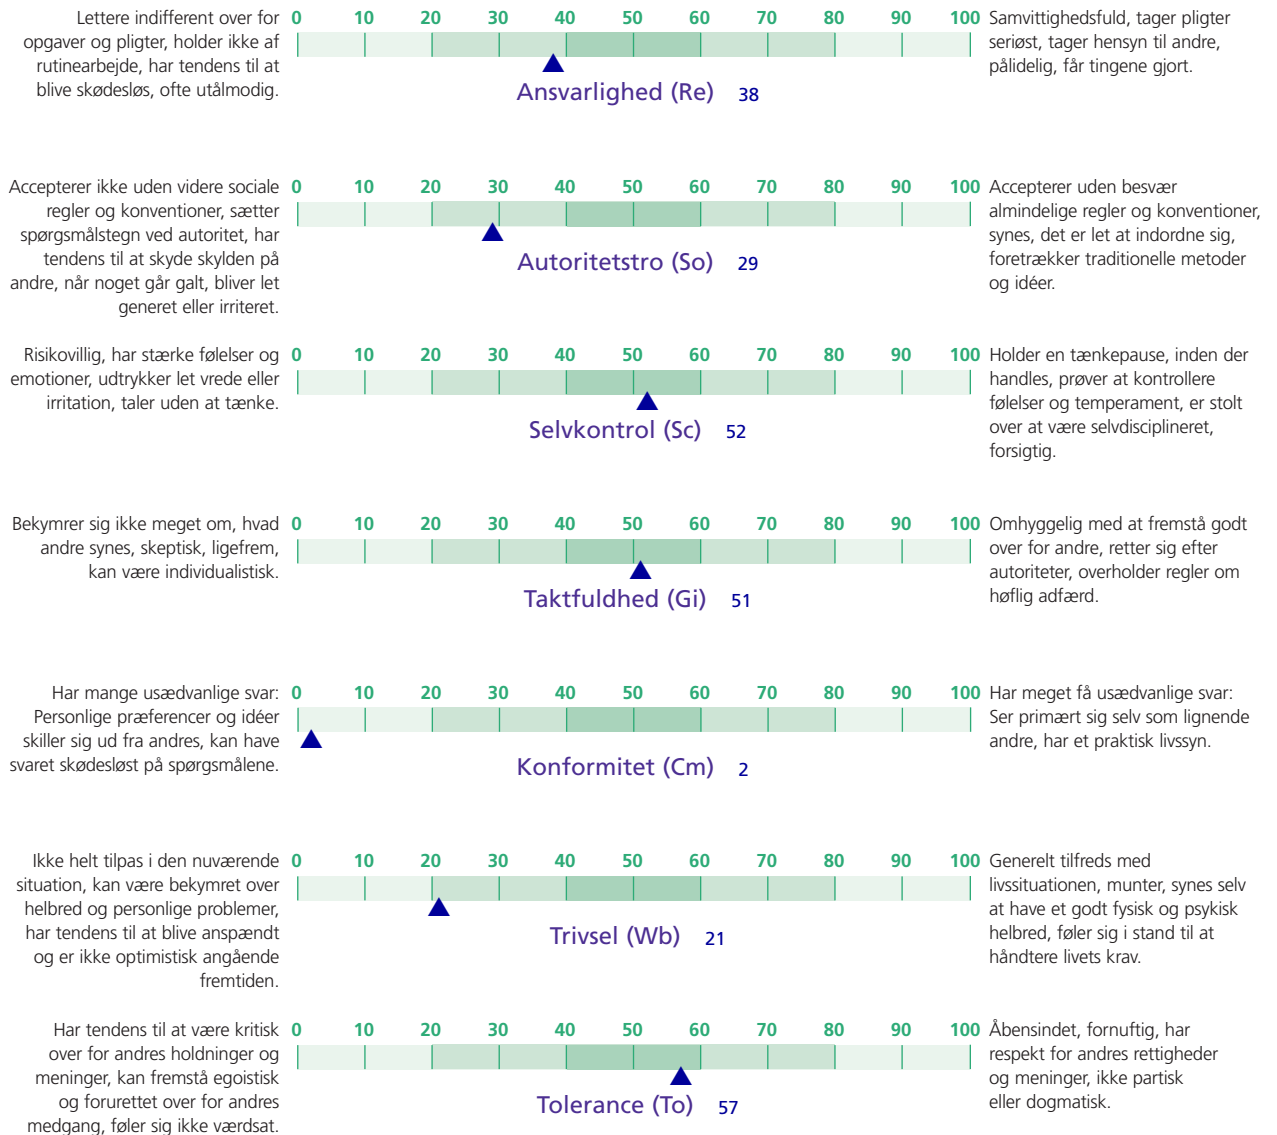 Lettere indifferent over for
opgaver og pligter, holder ikke af
rutinearbejde, har tendens til at
blive skødesløs, ofte utålmodig.
0 10 20 30 40 50 60 70 80 90 100
Ansvarlighed (Re) 38
Samvittighedsfuld, tager pligter
seriøst, tager hensyn til andre,
pålidelig, får tingene gjort.
Accepterer ikke uden videre sociale
regler og konventioner, sætter
spørgsmålstegn ved autoritet, har
tendens til at skyde skylden på
andre, når noget går galt, bliver let
generet eller irriteret.
0 10 20 30 40 50 60 70 80 90 100
Autoritetstro (So) 29
Accepterer uden besvær
almindelige regler og konventioner,
synes, det er let at indordne sig,
foretrækker traditionelle metoder
og idéer.
Risikovillig, har stærke følelser og
emotioner, udtrykker let vrede eller
irritation, taler uden at tænke.
0 10 20 30 40 50 60 70 80 90 100
Selvkontrol (Sc) 52
Holder en tænkepause, inden der
handles, prøver at kontrollere
følelser og temperament, er stolt
over at være selvdisciplineret,
forsigtig.
Bekymrer sig ikke meget om, hvad
andre synes, skeptisk, ligefrem,
kan være individualistisk.
0 10 20 30 40 50 60 70 80 90 100
Taktfuldhed (Gi) 51
Omhyggelig med at fremstå godt
over for andre, retter sig efter
autoriteter, overholder regler om
høflig adfærd.
Har mange usædvanlige svar:
Personlige præferencer og idéer
skiller sig ud fra andres, kan have
svaret skødesløst på spørgsmålene.
0 10 20 30 40 50 60 70 80 90 100
Konformitet (Cm) 2
Har meget få usædvanlige svar:
Ser primært sig selv som lignende
andre, har et praktisk livssyn.
Ikke helt tilpas i den nuværende
situation, kan være bekymret over
helbred og personlige problemer,
har tendens til at blive anspændt
og er ikke optimistisk angående
fremtiden.
0 10 20 30 40 50 60 70 80 90 100
Trivsel (Wb) 21
Generelt tilfreds med
livssituationen, munter, synes selv
at have et godt fysisk og psykisk
helbred, føler sig i stand til at
håndtere livets krav.
Har tendens til at være kritisk
over for andres holdninger og
meninger, kan fremstå egoistisk
og forurettet over for andres
medgang, føler sig ikke værdsat.
0 10 20 30 40 50 60 70 80 90 100
Tolerance (To) 57
Åbensindet, fornuftig, har
respekt for andres rettigheder
og meninger, ikke partisk
eller dogmatisk.